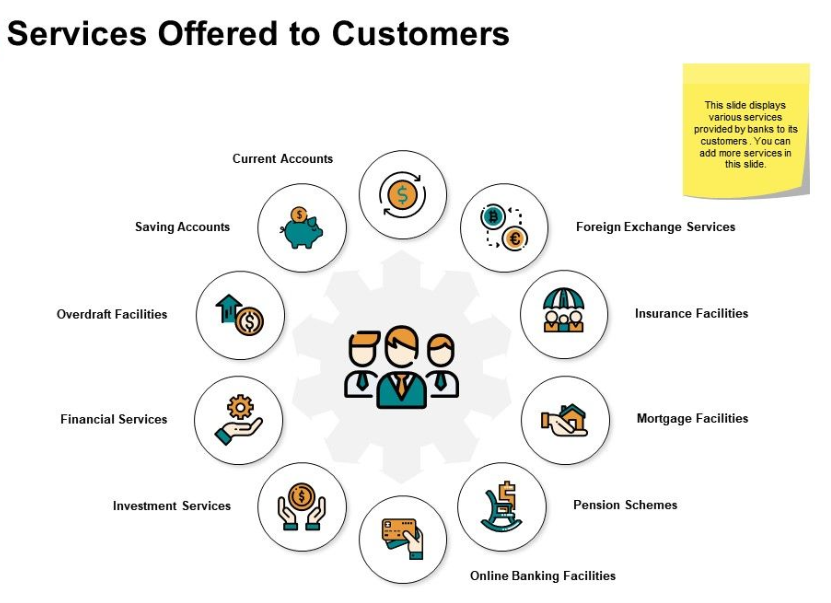 Services Offered to Customers
This slide displays
various services
provided by banks to its
customers . You can
add more services in
this slide.
Current Accounts
Saving Accounts
Foreign Exchange Services
Overdraft Facilities
Insurance Facilities
Financial Services
Mortgage Facilities
Investment Services
Pension Schemes
Online Banking Facilities